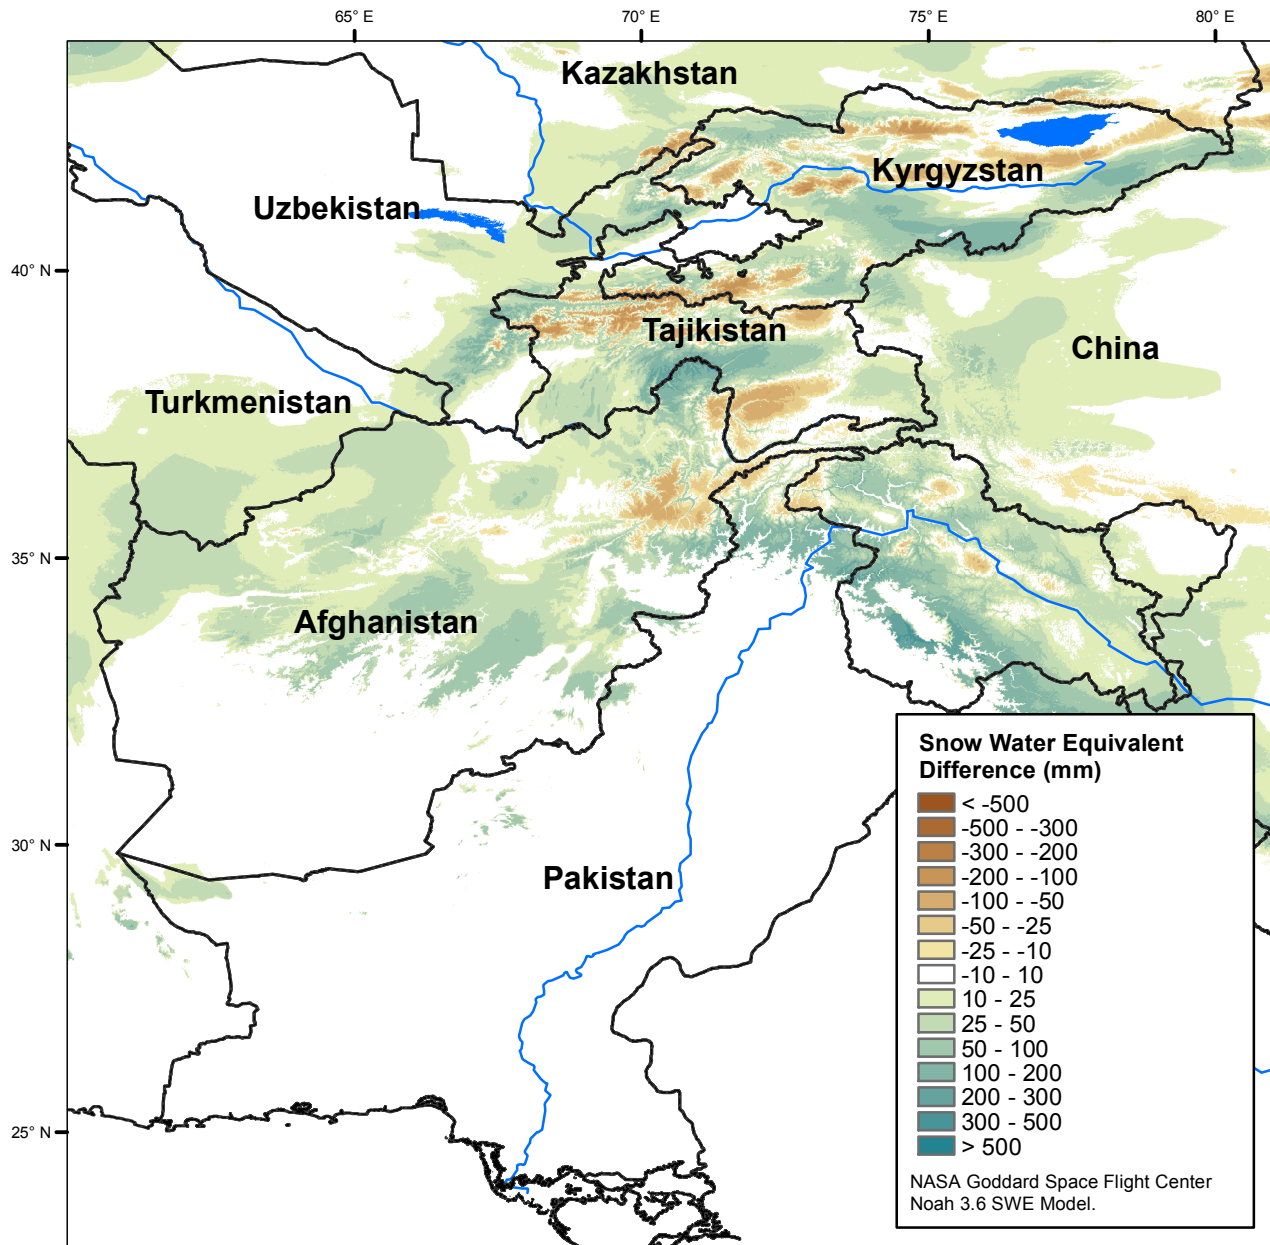 65° E
70° E
75° E
80° E
Kazakhstan
Kyrgyzstan
Uzbekistan
40° N
Tajikistan
China
Turkmenistan
35° N
Afghanistan
30° N
Pakistan
25° N
Snow Water Equivalent
Difference (mm)
< -500
-500 - -300
-300 - -200
-200 - -100
-100 - -50
-50 - -25
-25 - -10
-10 - 10
10 - 25
25 - 50
50 - 100
100 - 200
200 - 300
300 - 500
> 500
NASA Goddard Space Flight Center
Noah 3.6 SWE Model.